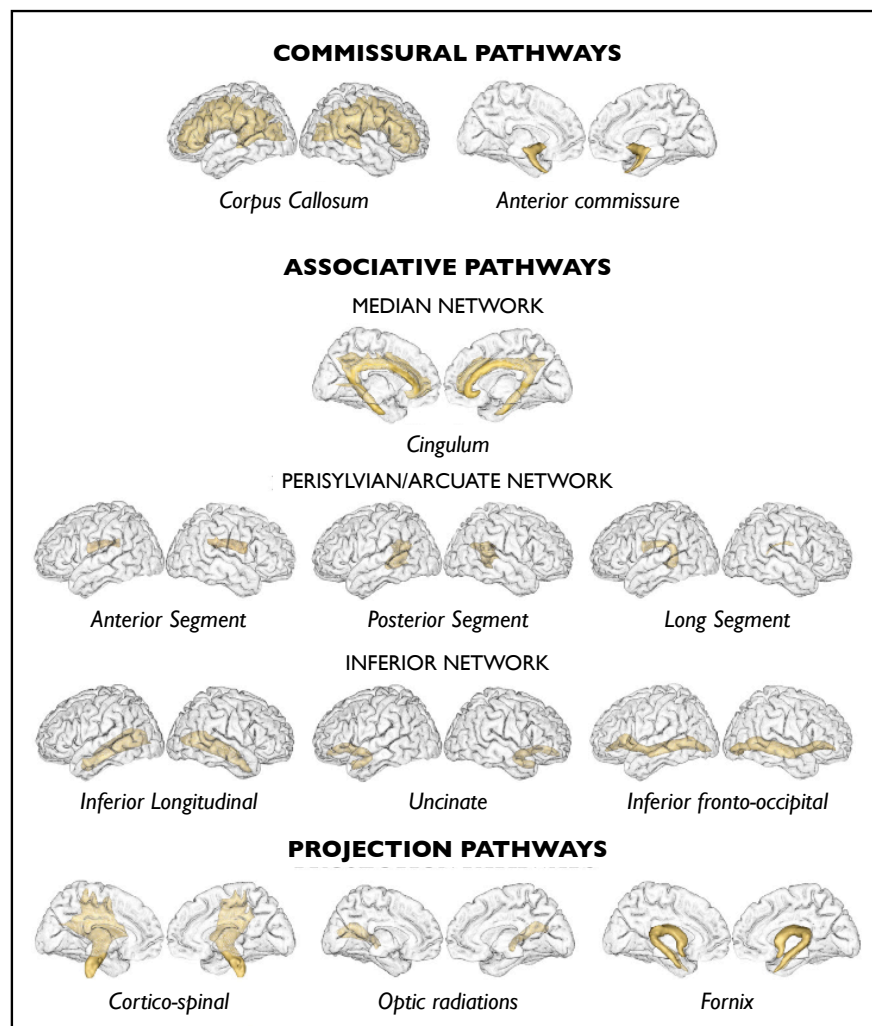 COMMISSURAL PATHWAYS
Corpus Callosum
Anterior commissure
ASSOCIATIVE PATHWAYS
MEDIAN NETWORK
Cingulum
PERISYLVIAN/ARCUATE NETWORK
Anterior Segment
Posterior Segment
Long Segment
INFERIOR NETWORK
Inferior Longitudinal
Uncinate
Inferior fronto-occipital
PROJECTION PATHWAYS
Cortico-spinal
Optic radiations
Fornix